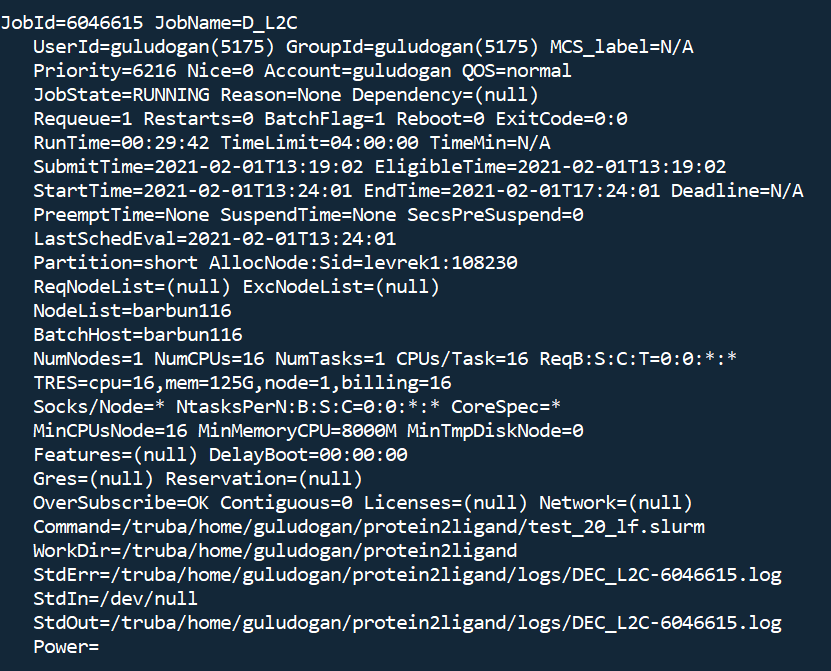 JobId=6046615 JobName=D_L2C
UserId=guludogan(5175) GroupId=guludogan(5175) MCS_label=N/A
Priority=6216 Nice=0 Account=guludogan QOS=normal
JobState=RUNNING Reason=None Dependency=(null)
Requeue=1 Restarts=0 BatchFlag=1 Reboot=0 ExitCode=0:0
RunTime=00:29:42 TimeLimit=04:00:00 TimeMin=N/A
SubmitTime=2021-02-01T13:19:02 EligibleTime=2021-02-01T13:19:02
StartTime=2021-02-01T13:24:01 EndTime=2021-02-01T17:24:01 Deadline=N/A
PreemptTime=None SuspendTime=None SecsPreSuspend=0
LastSchedEval=2021-02-01T13:24:01
Partition=short AllocNode:Sid=levrek1:108230
ReqNodeList=(null) ExcNodeList=(null)
NodeList=barbun116
BatchHost=barbun116
NumNodes=1 NumCPUs=16 NumTasks=1 CPUs/Task=16 ReqB:S:C:T=0:0:*:*
TRES=cpu=16,mem=125G,node=1,billing=16
Socks/Node=* NtasksPerN:B:S:C=0:0:*:* CoreSpec=*
MinCPUsNode=16 MinMemoryCPU=8000M MinTmpDiskNode=0
Features=(null) DelayBoot=00:00:00
Gres=(null) Reservation=(null)
OverSubscribe=OK Contiguous=0 Licenses=(null) Network=(null)
Command=/truba/home/guludogan/protein2ligand/test_20_lf.slurm
WorkDir=/truba/home/guludogan/protein2ligand
StdErr=/truba/home/guludogan/protein2ligand/logs/DEC_L2C-6046615.log
StdIn=/dev/null
StdOut=/truba/home/guludogan/protein2ligand/logs/DEC_L2C-6046615.log
Power=